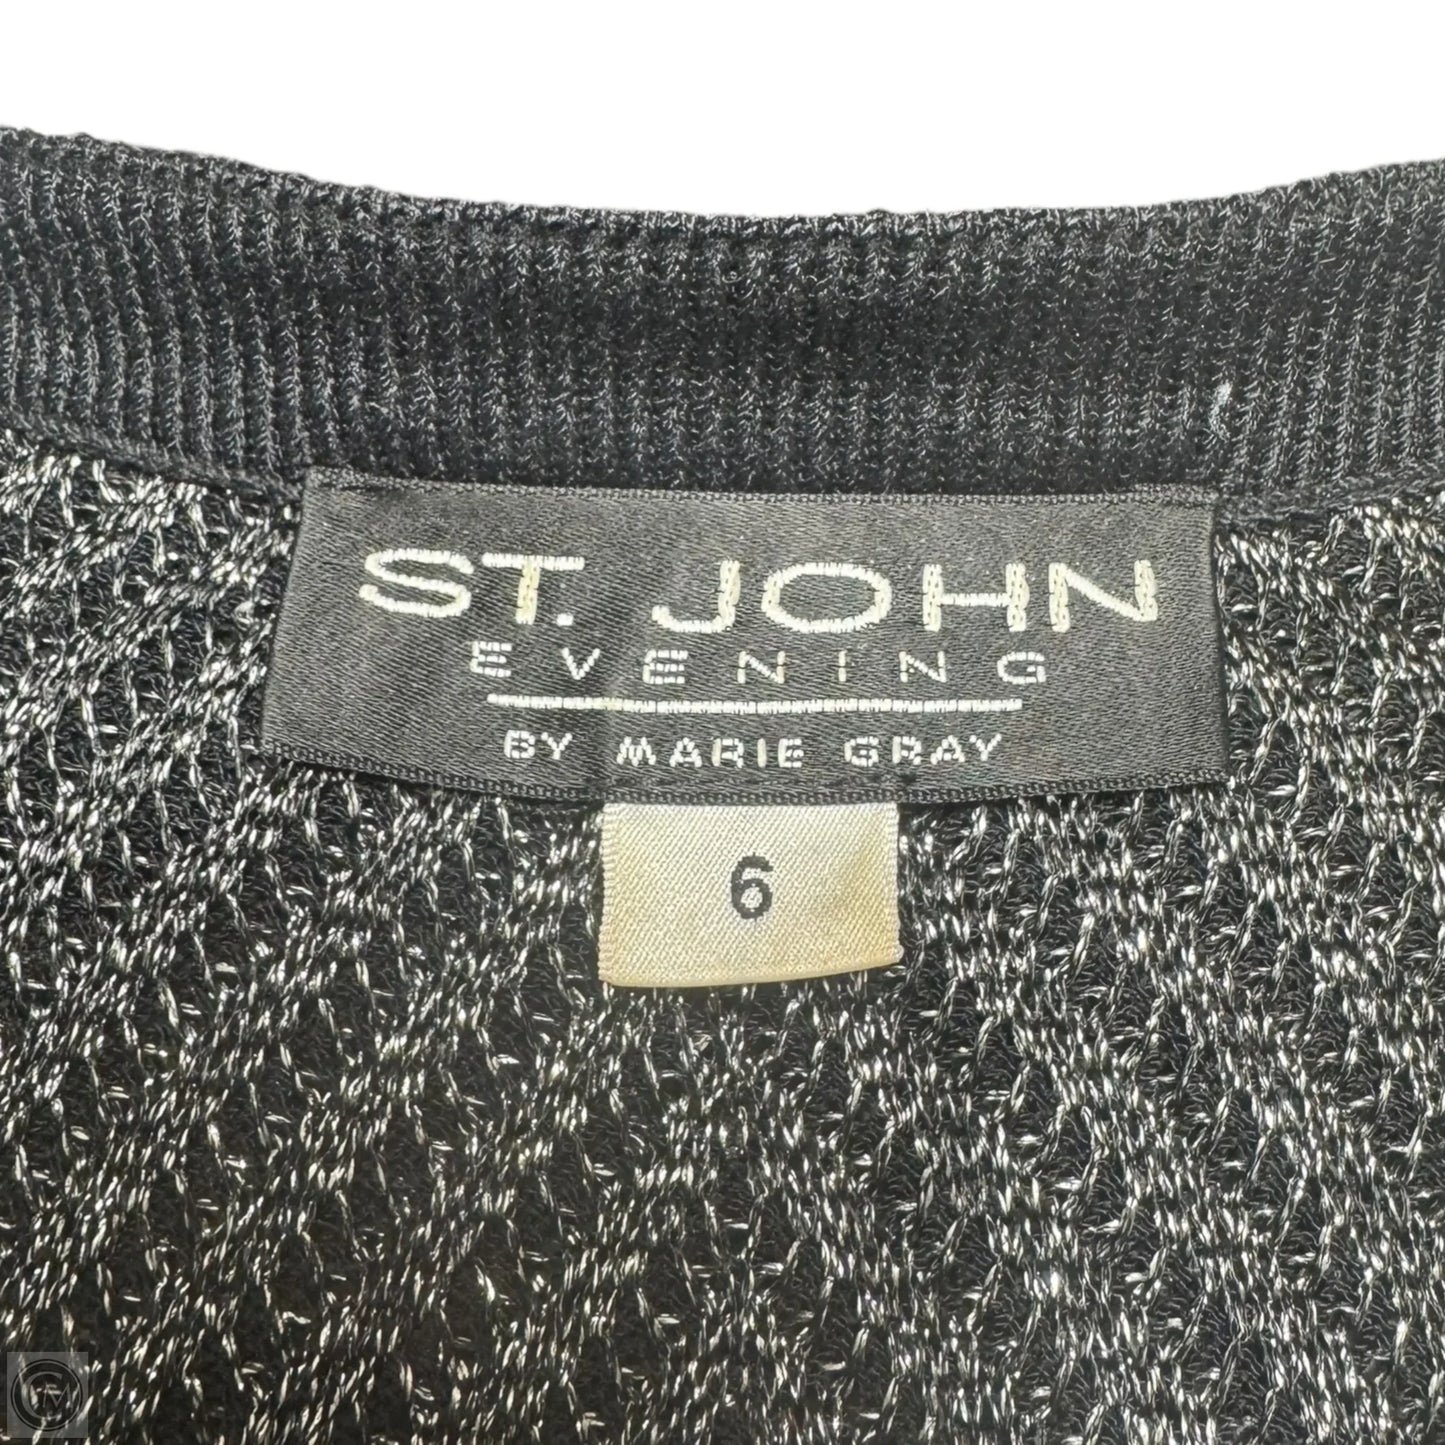 ST. JOHN
EVENING
BY MARIE GRAY
6